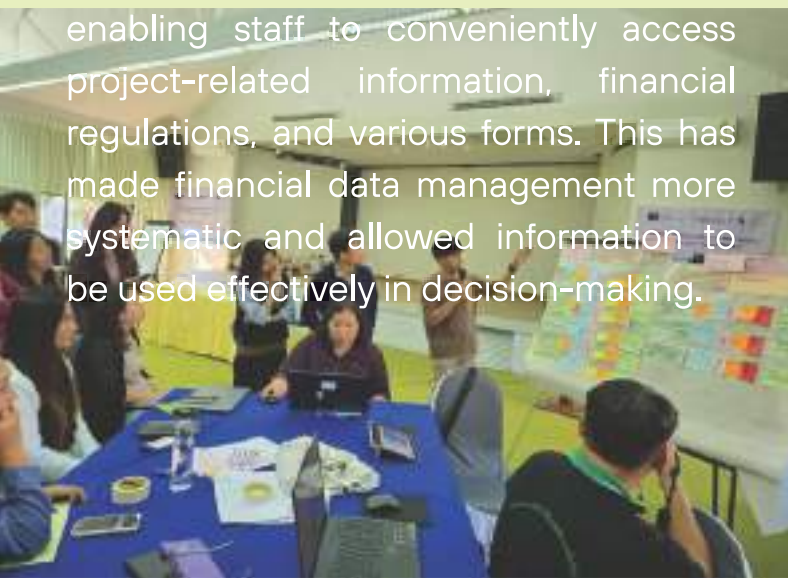 enabling staff to conveniently access
project-related information, financial
regulations, and various forms. This has
made financial data management more
systematic and allowed information to
be used effectively in decision-making.